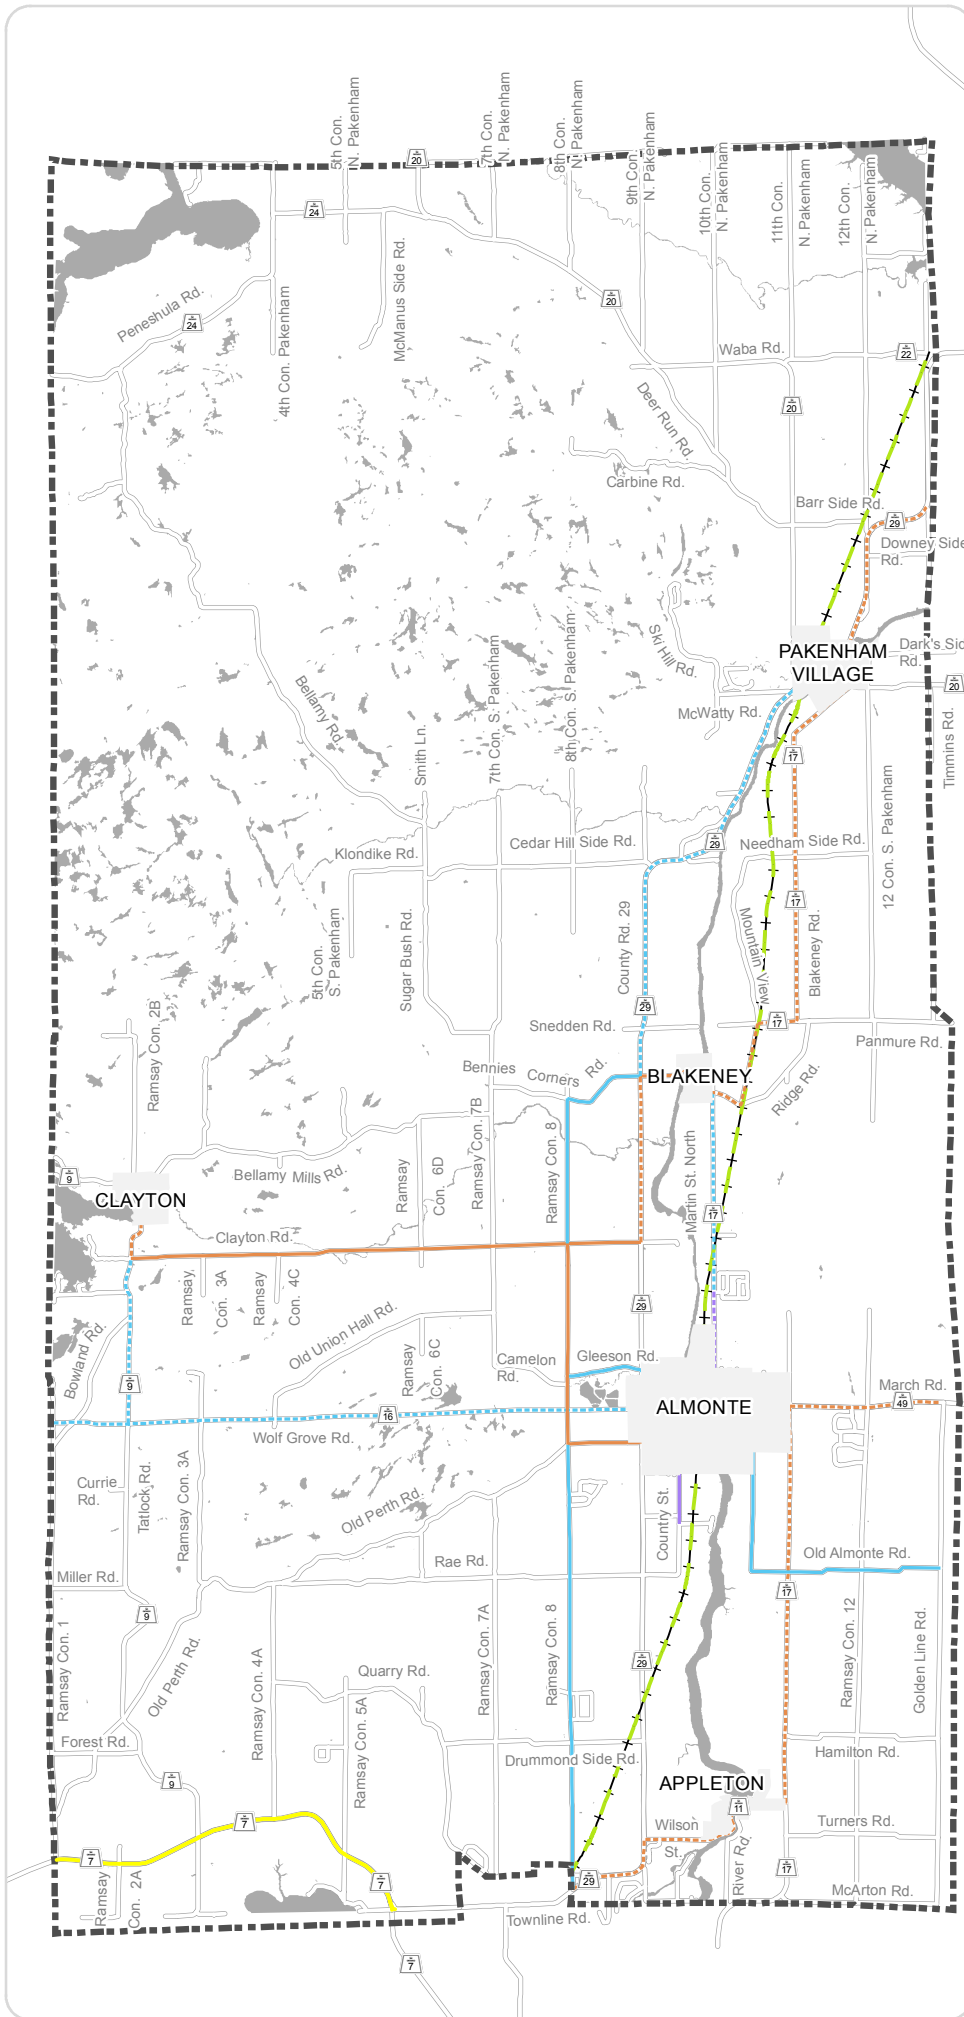 5th Con.
N. Pakenham
7th Con.
N. Pakenham
8th Con.
N. Pakenham
9th Con.
N. Pakenham
10th Con.
N. Pakenham
11th Con.
N. Pakenham
12th Con.
N. Pakenham
20
24
Peneshula Rd.
24
4th Con. Pakenham
McManus Side Rd.
20
Waba Rd.
22
20
Deer Run Rd.
Carbine Rd.
Barr Side Rd.
29
Downey Side
Rd.
Ski Hill Rd.
PAKENHAM
VILLAGE
Dark's Sid
Rd.
20
McWatty Rd.
17
Timmins Rd.
Bellamy Rd.
Smith Ln.
7th Con. S. Pakenham
8th Con. S. Pakenham
12 Con. S. Pakenham
Klondike Rd.
Cedar Hill Side Rd.
29
Needham Side Rd.
17
5th Con.
S. Pakenham
Sugar Bush Rd.
County Rd. 29
Mountain View
Blakeney Rd.
29
Snedden Rd.
17
Panmure Rd.
Ramsay Con. 2B
Bennies
Corners
Rd.
BLAKENEY
Ridge Rd.
9
CLAYTON
Bellamy Mills Rd.
Ramsay
Con. 6D
Ramsay Con. 7B
Ramsay Con. 8
Martin St. North
17
Clayton Rd.
Ramsay
Con. 3A
Ramsay
Con. 4C
29
Old Union Hall Rd.
Ramsay
Con. 6C
Camelon
Rd.
Gleeson Rd.
Bowland Rd.
9
16
Wolf Grove Rd.
ALMONTE
March Rd.
49
Currie
Rd.
Tatlock Rd.
Ramsay Con. 3A
Old Perth Rd.
Country St.
Rae Rd.
Old Almonte Rd.
Miller Rd.
9
17
Ramsay Con. 1
Old Perth Rd.
Ramsay Con. 4A
Quarry Rd.
Ramsay Con. 5A
Ramsay Con. 7A
Ramsay Con. 8
29
Ramsay Con. 12
Golden Line Rd.
Forest Rd.
Drummond Side Rd.
Hamilton Rd.
9
APPLETON
11
7
Wilson
St.
Turners Rd.
7
Ramsay
Con. 2A
7
29
River Rd.
17
McArton Rd.
Townline Rd.
7